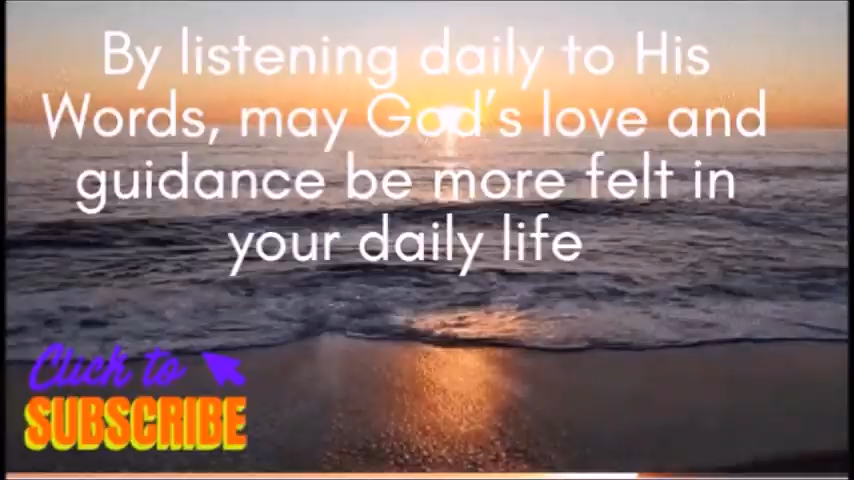 By listening daily to His
Words, may God's love and
guidance be more felt in
your daily life
Click to
SUBSCRIBE